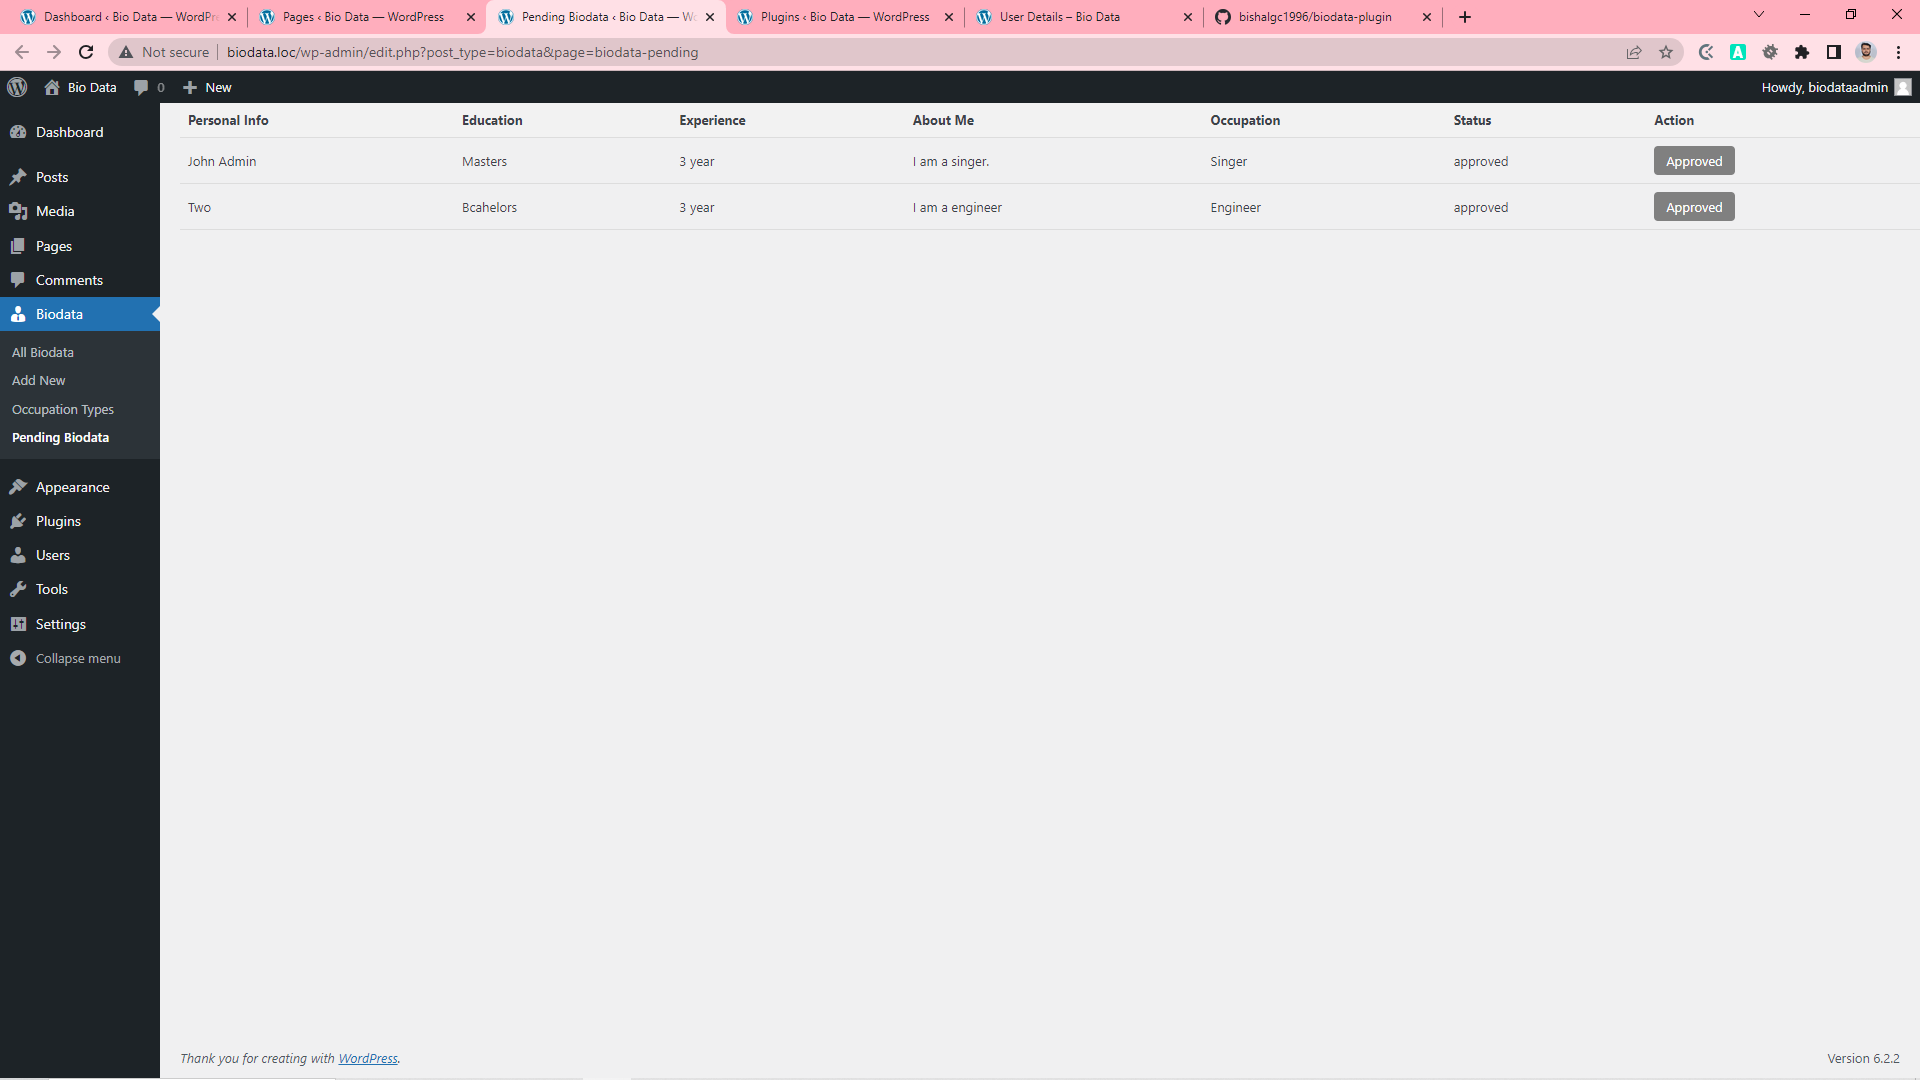 Dashboard ‹ Bio Data — WordPr
Pages ‹ Bio Data — WordPress
Pending Biodata ‹ Bio Data — Wo
Plugins ‹ Bio Data — WordPress
User Details – Bio Data
bishalgc1996/biodata-plugin
Not secure
biodata.loc/wp-admin/edit.php?post_type=biodata&page=biodata-pending
A
Bio Data
0
New
Howdy, biodataadmin
Dashboard
Posts
Media
Pages
Comments
Biodata
All Biodata
Add New
Occupation Types
Pending Biodata
Appearance
Plugins
Users
Tools
Settings
Collapse menu
Personal Info Education Experience About Me Occupation Status Action
John Admin Masters 3 year I am a singer. Singer approved Approved
Two Bcahelors 3 year I am a engineer Engineer approved Approved
Thank you for creating with WordPress.
Version 6.2.2